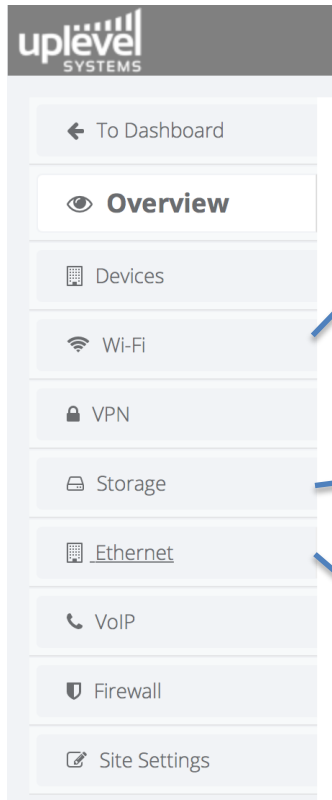 uplevel
SYSTEMS
To Dashboard
Overview
Devices
Wi-Fi
VPN
Storage
Ethernet
VoIP
Firewall
Site Settings